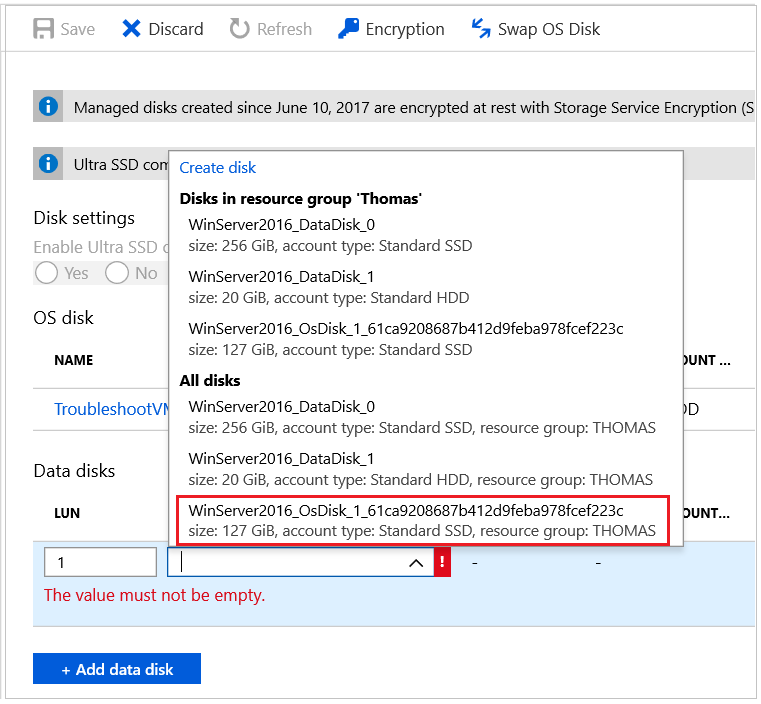 Save Discard Refresh Encryption Swap OS Disk
Managed disks created since June 10, 2017 are encrypted at rest with Storage Service Encryption (S
Ultra SSD com
Create disk
Disks in resource group 'Thomas'
WinServer2016_DataDisk_0
size: 256 GiB, account type: Standard SSD
WinServer2016_DataDisk_1
size: 20 GiB, account type: Standard HDD
WinServer2016_OsDisk_1_61ca9208687b412d9feba978fcef223c
size: 127 GiB, account type: Standard SSD
All disks
WinServer2016_DataDisk_0
size: 256 GiB, account type: Standard SSD, resource group: THOMAS
WinServer2016_DataDisk_1
size: 20 GiB, account type: Standard HDD, resource group: THOMAS
WinServer2016_OsDisk_1_61ca9208687b412d9feba978fcef223c
size: 127 GiB, account type: Standard SSD, resource group: THOMAS
Disk settings
Enable Ultra SSD c
Yes No
OS disk
NAME OUNT ...
TroubleshootVM DD
Data disks
LUN OUNT...
1 ! - -
The value must not be empty.
+ Add data disk